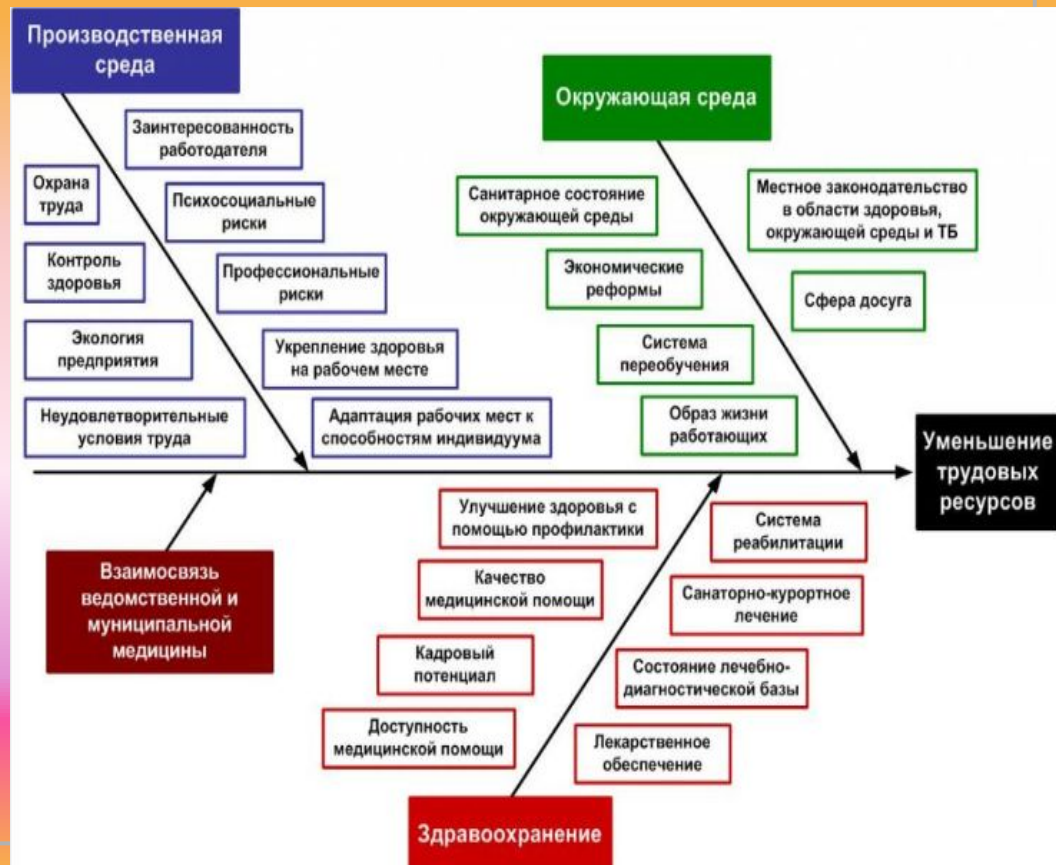 Производственная
среда
Заинтересованность
работодателя
Охрана
труда
Психосоциальные
риски
Контроль
здоровья
Профессиональные
риски
Экология
предприятия
Укрепление здоровья
на рабочем месте
Неудовлетворительные
условия труда
Адаптация рабочих мест к
способностям индивидуума
Окружающая среда
Санитарное состояние
окружающей среды
Местное законодательство
в области здоровья,
окружающей среды и ТБ
Экономические
реформы
Сфера досуга
Система
переобучения
Образ жизни
работающих
Уменьшение
трудовых
ресурсов
Взаимосвязь
ведомственной и
муниципальной
медицины
Улучшение здоровья с
помощью профилактики
Система
реабилитации
Качество
медицинской помощи
Санаторно-курортное
лечение
Кадровый
потенциал
Состояние лечебно-
диагностической базы
Доступность
медицинской помощи
Лекарственное
обеспечение
Здравоохранение